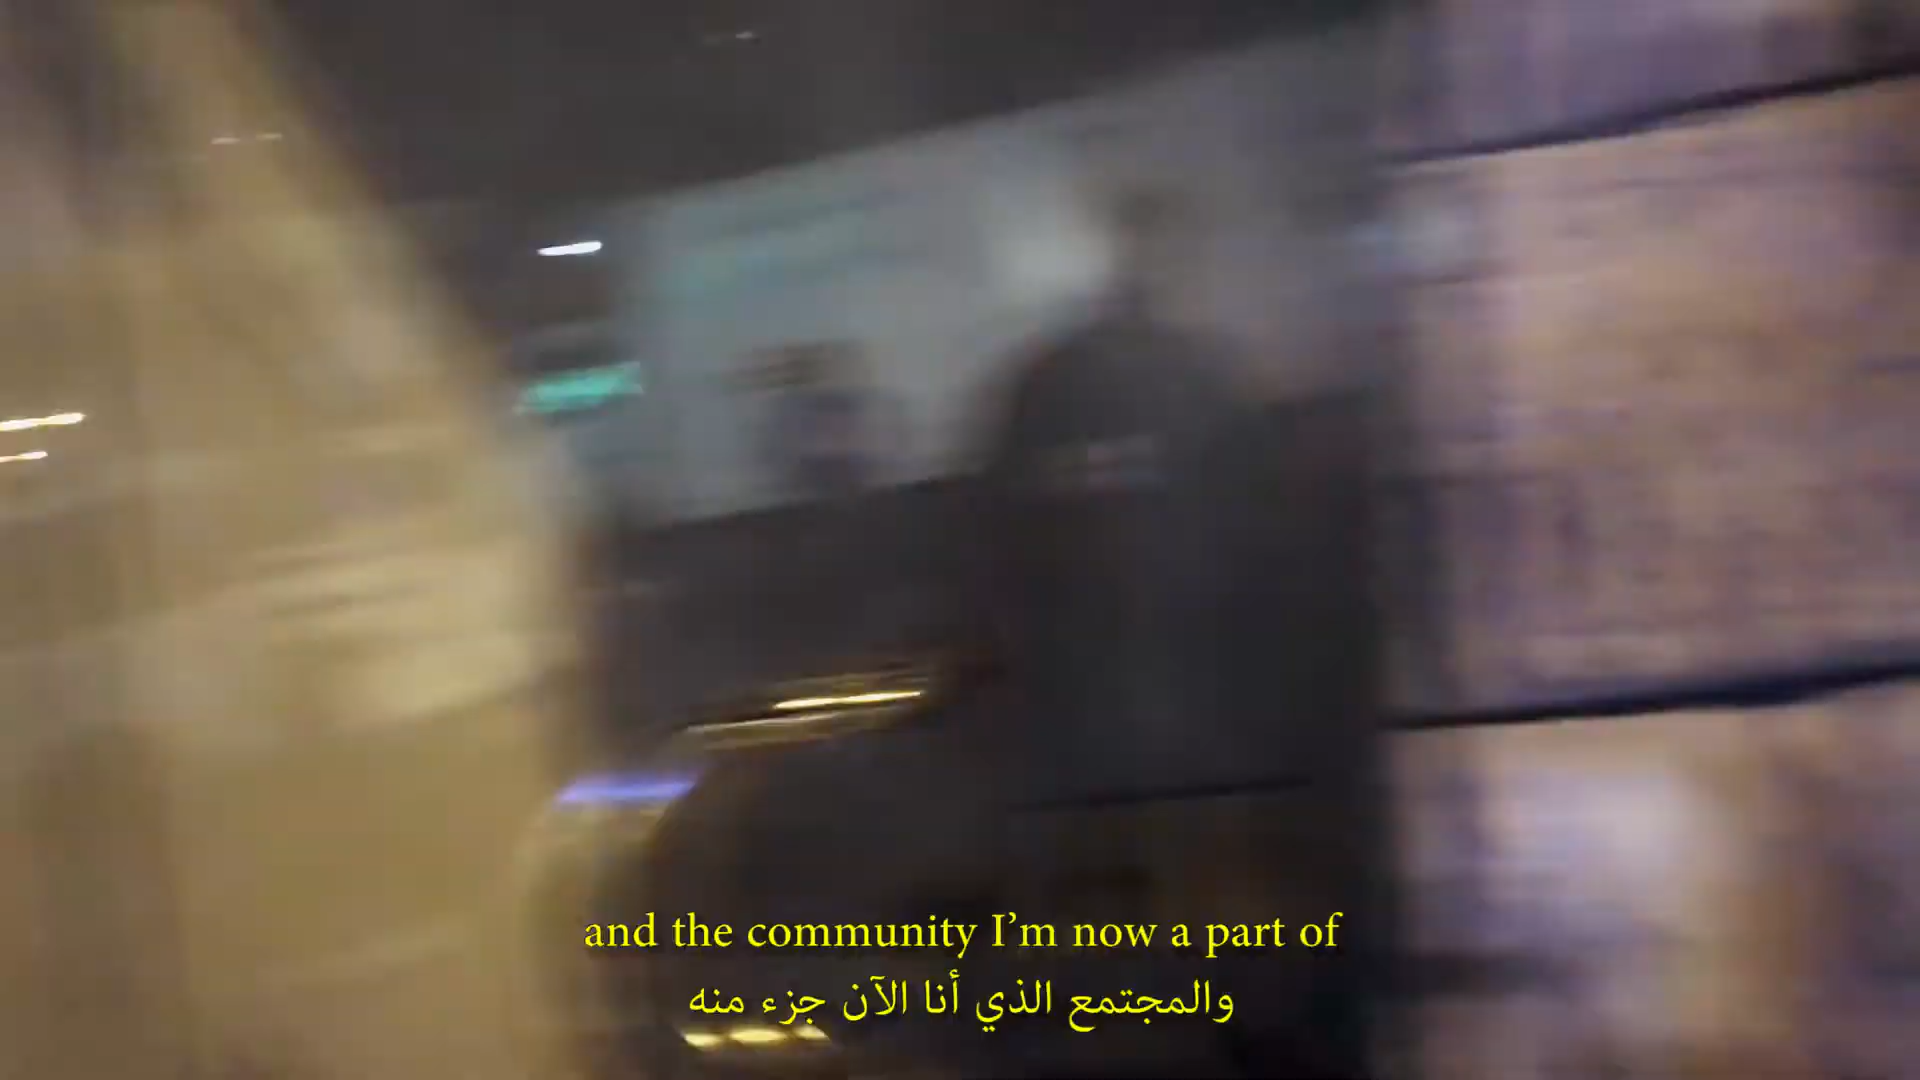 and the community I’m now a part of
والمجتمع الذي أنا الآن جزء منه